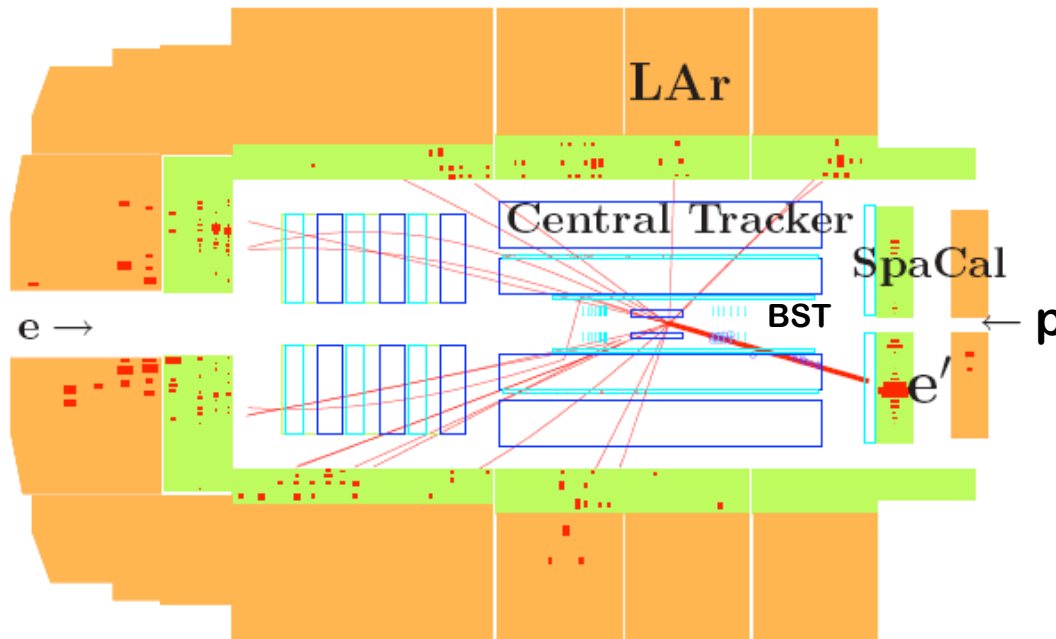 LAr
Central Tracker
SpaCal
e →
BST
← p
e′